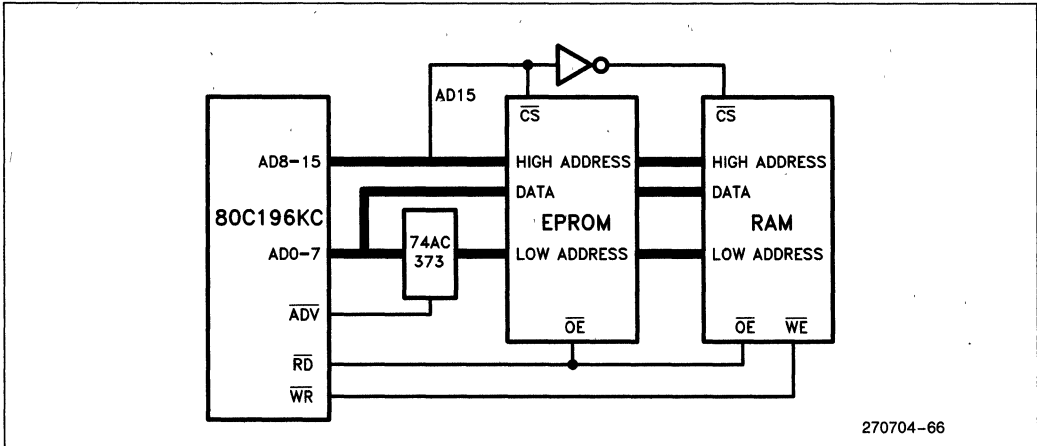 AD15
CS
CS
AD8-15
HIGH ADDRESS
HIGH ADDRESS
DATA
DATA
80C196KC
74AC
373
EPROM
RAM
AD0-7
LOW ADDRESS
LOW ADDRESS
ADV
OE
OE
WE
RD
WR
270704-66